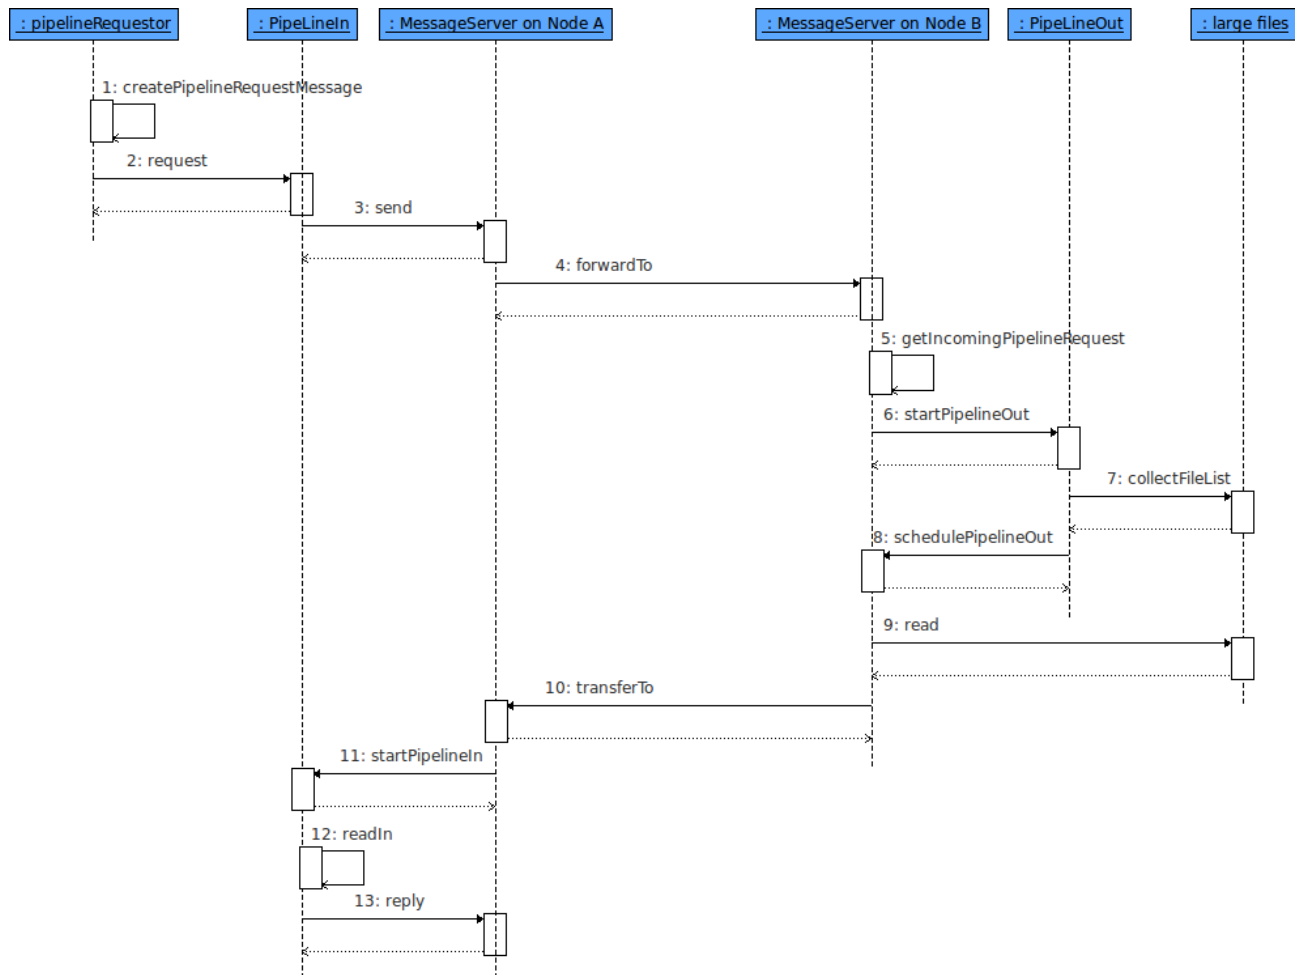 : pipelineRequestor
: PipeLineIn
: MessageServer on Node A
: MessageServer on Node B
: PipeLineOut
: large files
1: createPipelineRequestMessage
2: request
3: send
4: forwardTo
5: getIncomingPipelineRequest
6: startPipelineOut
7: collectFileList
8: schedulePipelineOut
9: read
10: transferTo
11: startPipelineIn
12: readIn
13: reply